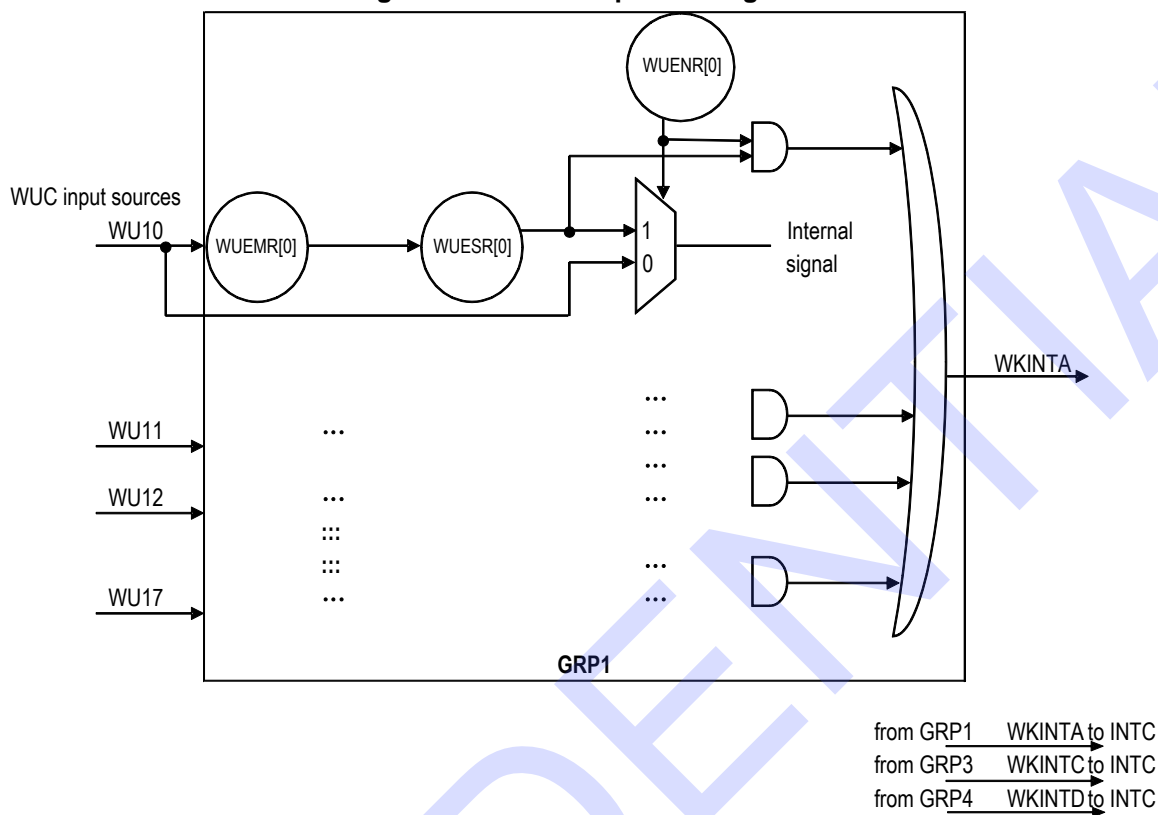 WUENR[0]
WUC input sources
WU10
WUEMR[0]
WUESR[0]
1
0
Internal
signal
WKINTA
WU11
...
...
...
...
WU12
...
...
:::
:::
WU17
...
...
GRP1
from GRP1 WKINTA to INTC
from GRP3 WKINTC to INTC
from GRP4 WKINTD to INTC